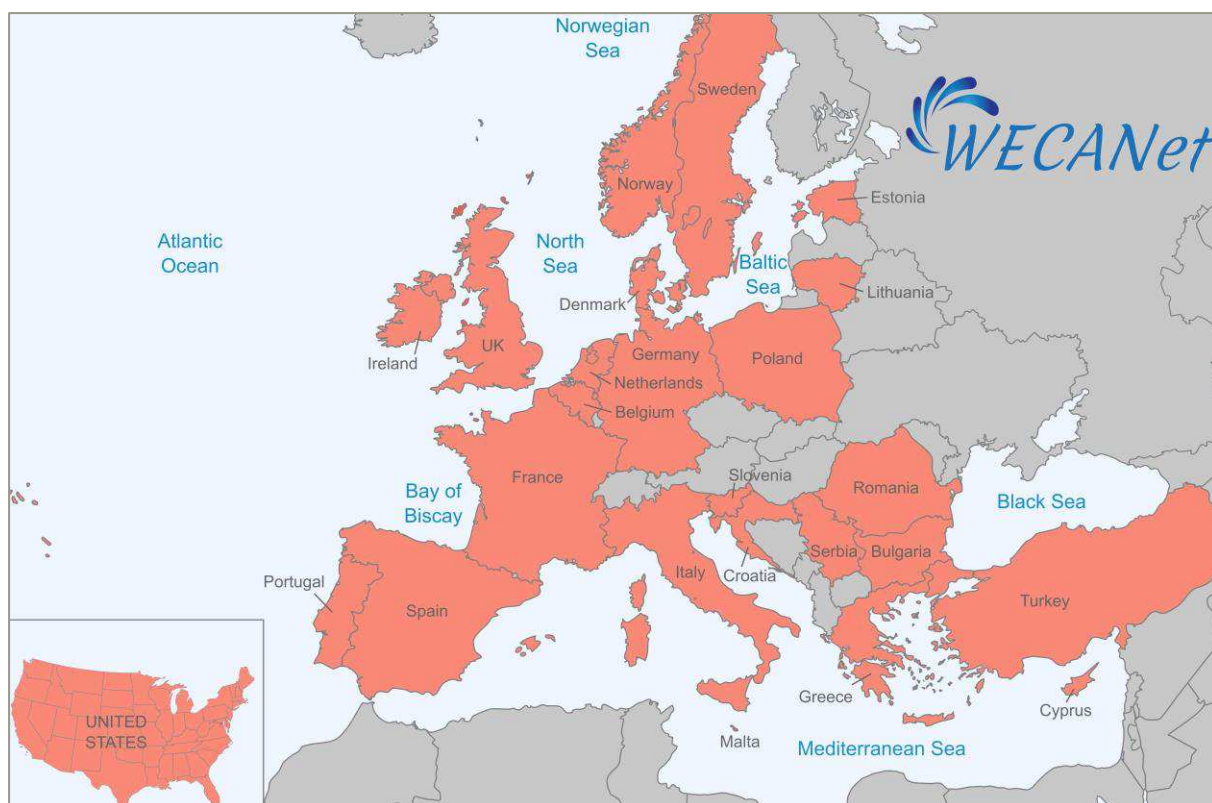 Norwegian
Sea
Sweden
WECANet
Norway
Estonia
Atlantic
Ocean
North
Sea
Baltic
Sea
Denmark
Lithuania
Ireland
UK
Germany
Poland
Netherlands
Belgium
France
Slovenia
Romania
Bay of
Biscay
Black Sea
Serbia
Bulgaria
Portugal
Italy
Croatia
Spain
Turkey
Greece
Cyprus
UNITED
STATES
Malta
Mediterranean Sea